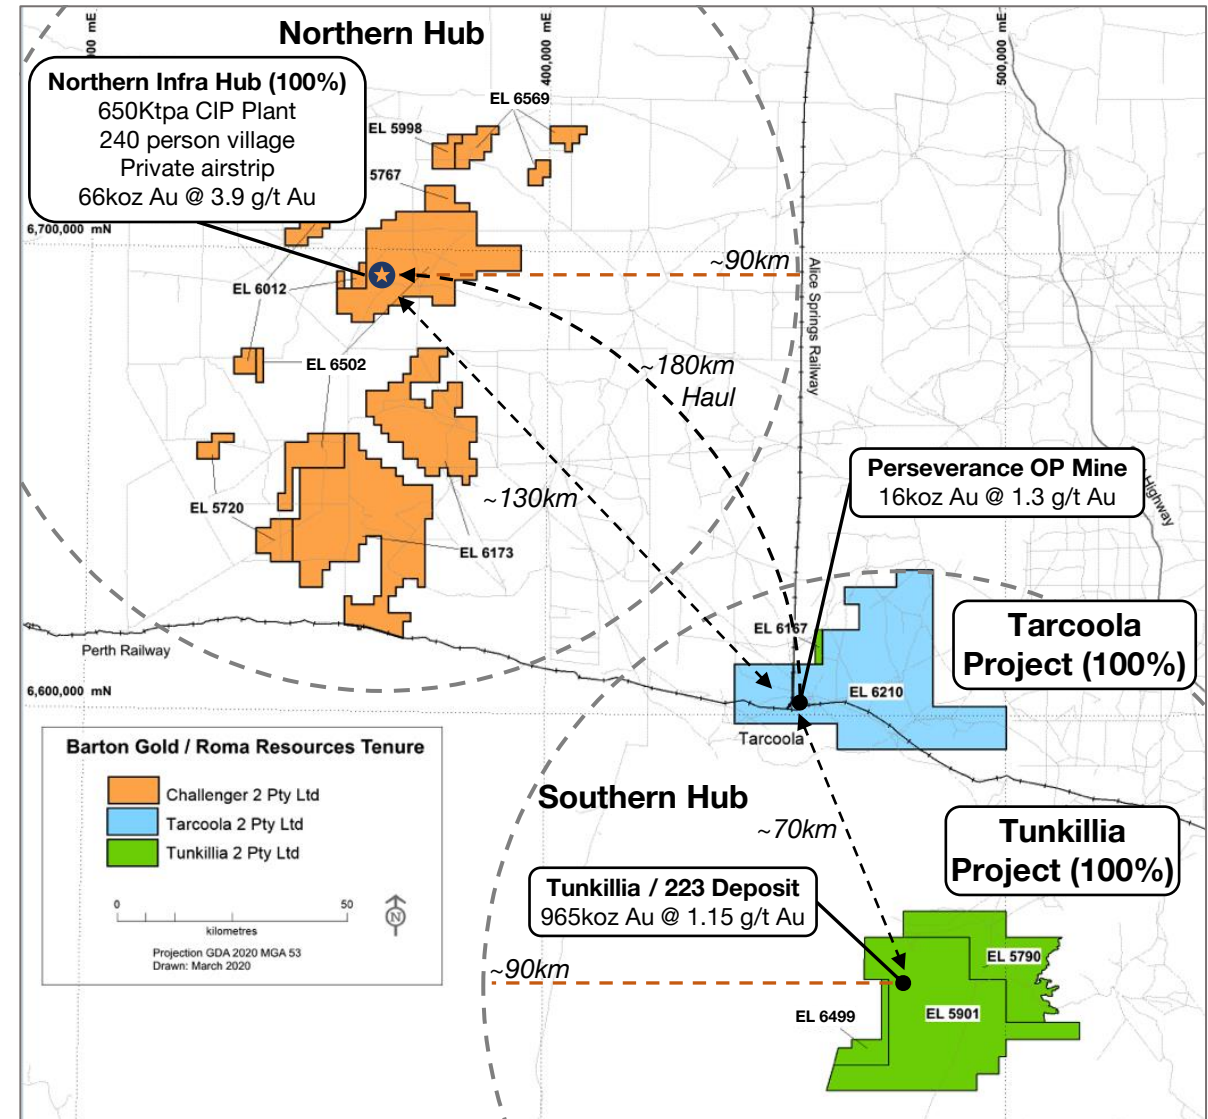 Northern Hub
mE
400,000 mE
500,000 mE
Northern Infra Hub (100%)
650Ktpa CIP Plant
240 person village
Private airstrip
66koz Au @ 3.9 g/t Au
EL 6569
EL 5998
5767
6,700,000 mN
~90km
EL 6012
Alice Springs Railway
EL 6502
~180km
Haul
Perseverance OP Mine
16koz Au @ 1.3 g/t Au
Highway
~130km
EL 5720
EL 6173
EL 6167
Tarcoola
Project (100%)
Perth Railway
6,600,000 mN
EL 6210
Tarcoola
Barton Gold / Roma Resources Tenure
Challenger 2 Pty Ltd
Tarcoola 2 Pty Ltd
Tunkillia 2 Pty Ltd
0
50
kilometres
N
Projection GDA 2020 MGA 53
Drawn: March 2020
Southern Hub
~70km
Tunkillia
Project (100%)
Tunkillia / 223 Deposit
965koz Au @ 1.15 g/t Au
~90km
EL 5790
EL 6499
EL 5901